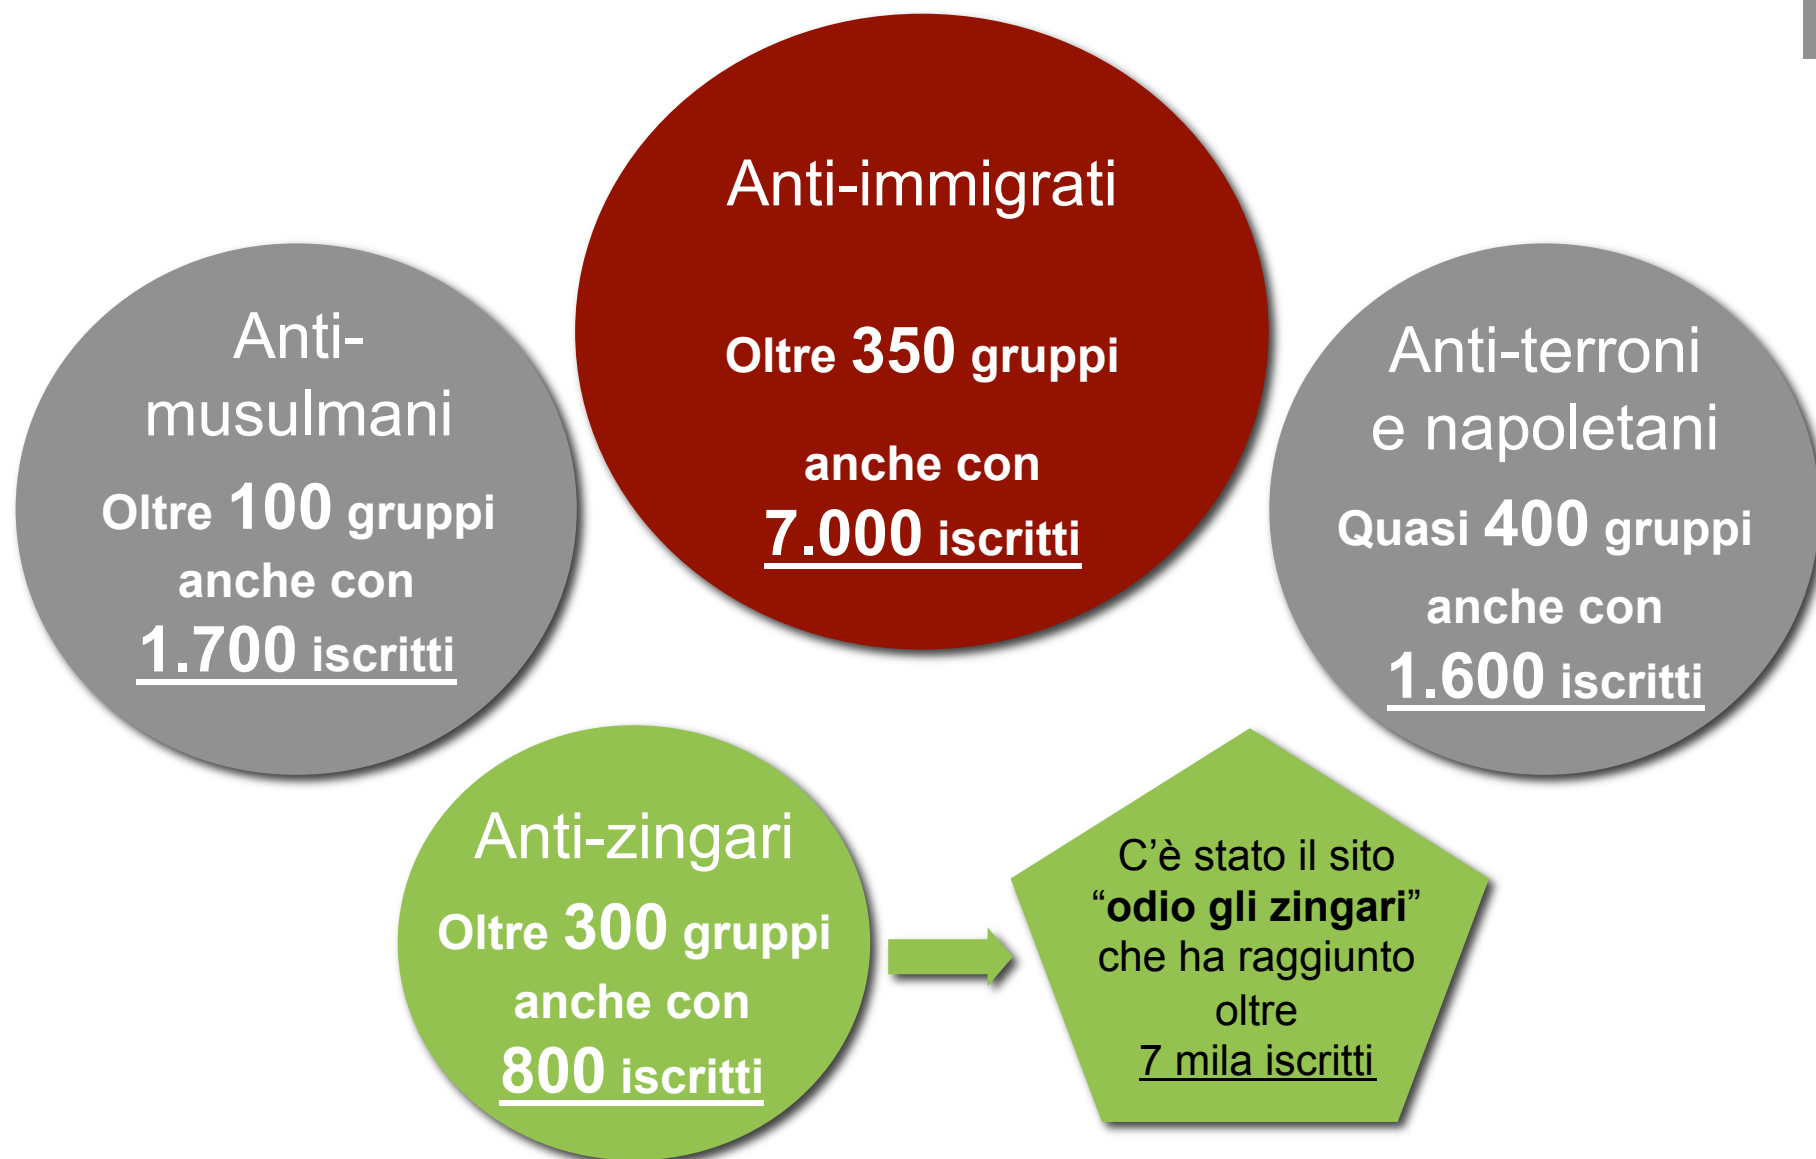 Anti-immigrati
Oltre 350 gruppi
anche con
7.000 iscritti
Anti-
musulmani
Oltre 100 gruppi
anche con
1.700 iscritti
Anti-terroni
e napoletani
Quasi 400 gruppi
anche con
1.600 iscritti
Anti-zingari
Oltre 300 gruppi
anche con
800 iscritti
C’è stato il sito
“odio gli zingari”
che ha raggiunto
oltre
7 mila iscritti